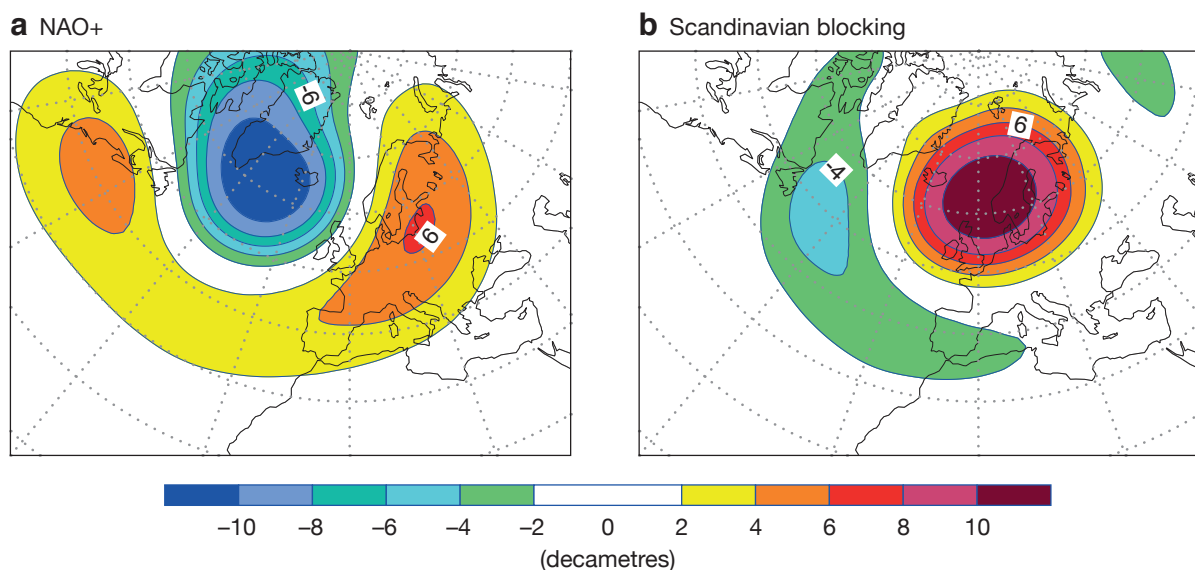 a NAO+
b Scandinavian blocking
-6
6
6
-4
–10 –8 –6 –4 –2 0 2 4 6 8 10
(decametres)